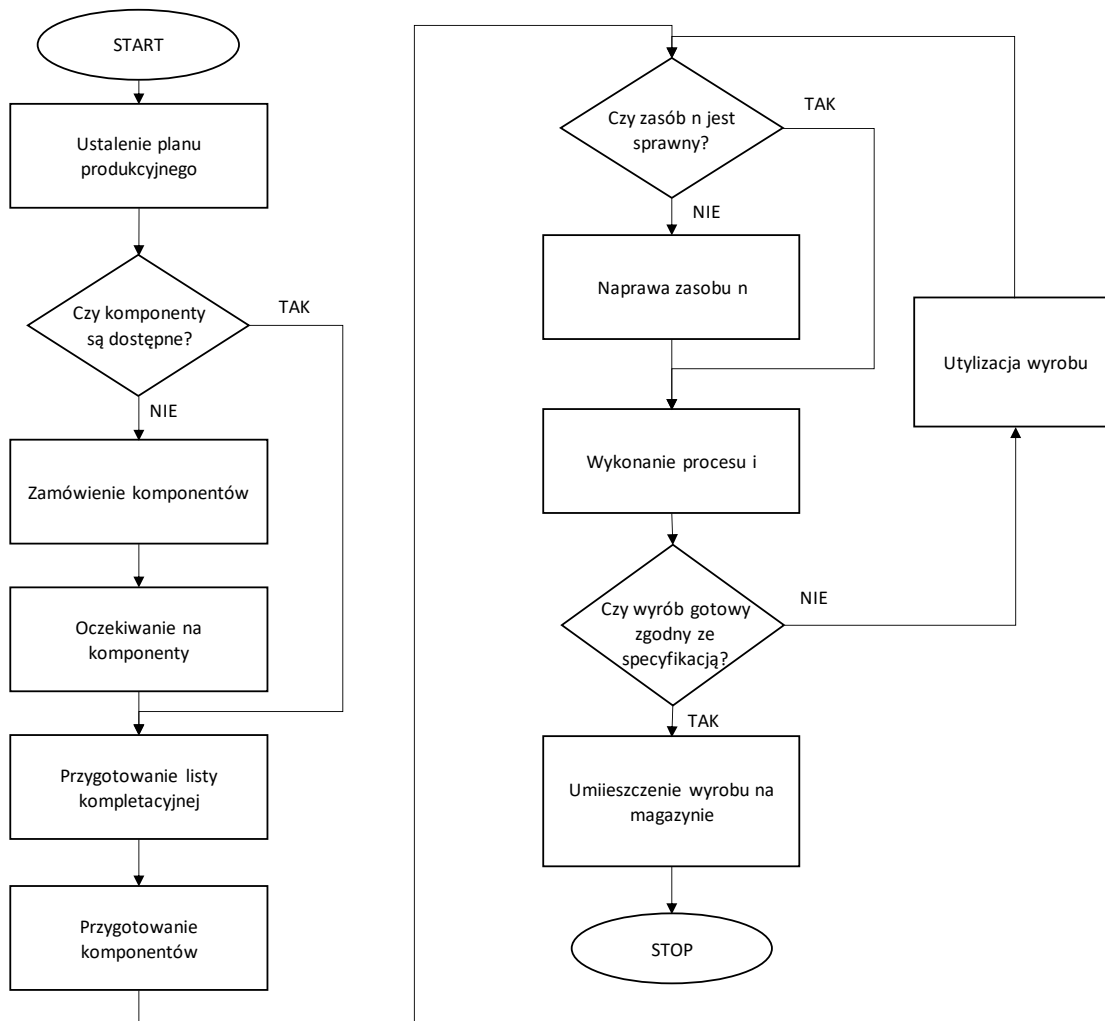 START
Ustalenie planu
produkcyjnego
Czy komponenty
są dostępne?
TAK
NIE
Zamówienie komponentów
Oczekiwanie na
komponenty
Przygotowanie listy
kompletacyjnej
Przygotowanie
komponentów
Czy zasób n jest
sprawny?
TAK
NIE
Naprawa zasobu n
Utylizacja wyrobu
Wykonanie procesu i
Czy wyrób gotowy
zgodny ze
specyfikacją?
NIE
TAK
Umiieszczenie wyrobu na
magazynie
STOP